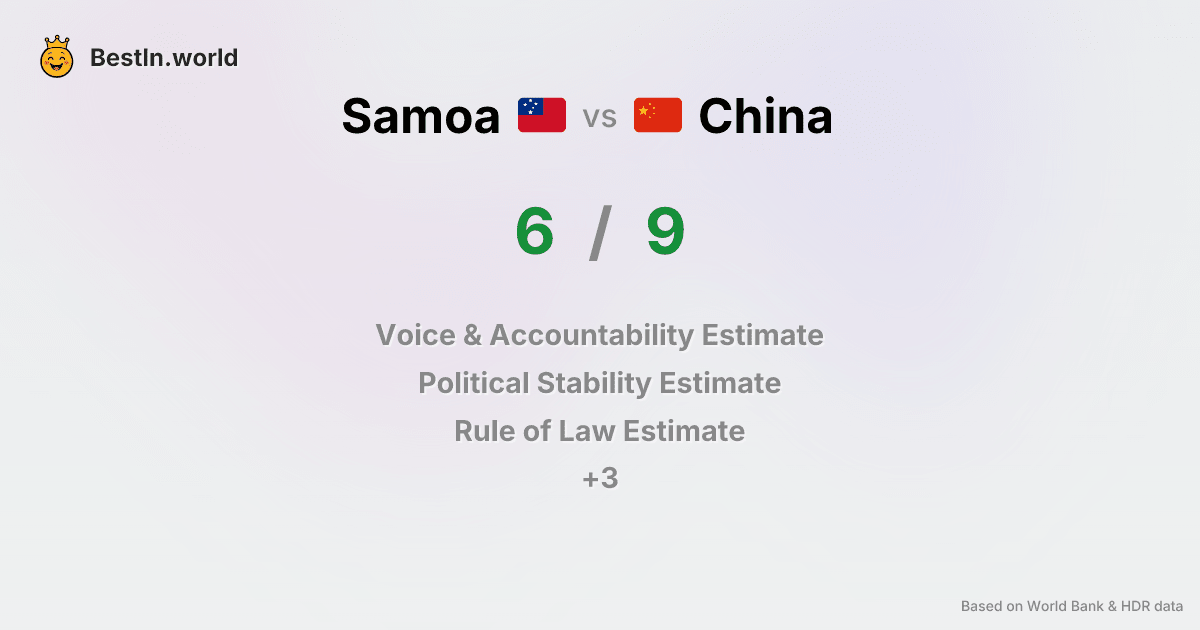 BestIn.world
Samoa vs China
6 / 9
Voice & Accountability Estimate
Political Stability Estimate
Rule of Law Estimate
+3
Based on World Bank & HDR data